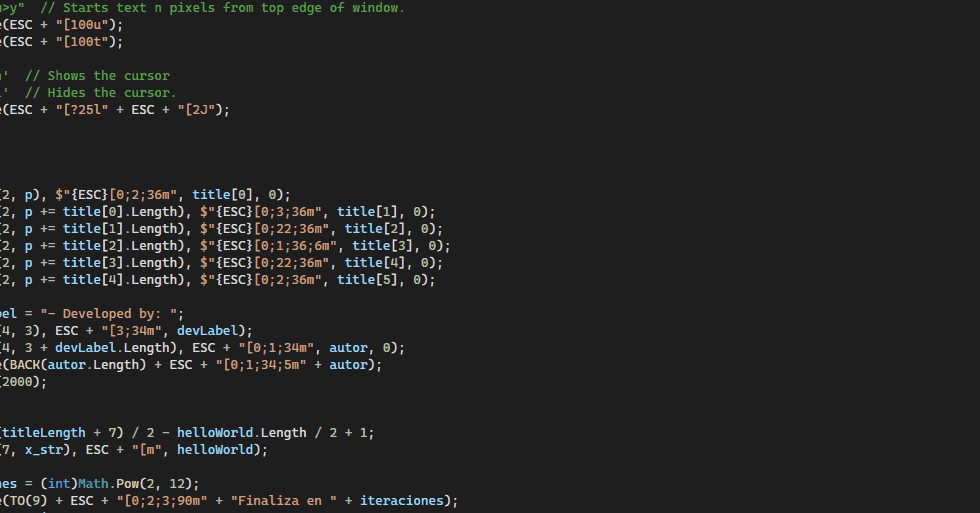 >y"  // Starts text n pixels from top edge of window.
(ESC + "[100u");
(ESC + "[100t");
'  // Shows the cursor
'  // Hides the cursor.
(ESC + "[?25l" + ESC + "[2J");
2, p), $"{ESC}[0;2;36m", title[0], 0);
2, p += title[0].Length), $"{ESC}[0;3;36m", title[1], 0);
2, p += title[1].Length), $"{ESC}[0;22;36m", title[2], 0);
2, p += title[2].Length), $"{ESC}[0;1;36;6m", title[3], 0);
2, p += title[3].Length), $"{ESC}[0;22;36m", title[4], 0);
2, p += title[4].Length), $"{ESC}[0;2;36m", title[5], 0);
el = "- Developed by: ";
4, 3), ESC + "[3;34m", devLabel);
4, 3 + devLabel.Length), ESC + "[0;1;34m", autor, 0);
(BACK(autor.Length) + ESC + "[0;1;34;5m" + autor);
2000);
(titleLength + 7) / 2 - helloWorld.Length / 2 + 1;
7, x_str), ESC + "[m", helloWorld);
nes = (int)Math.Pow(2, 12);
(TO(9) + ESC + "[0;2;3;90m" + "Finaliza en " + iteraciones);